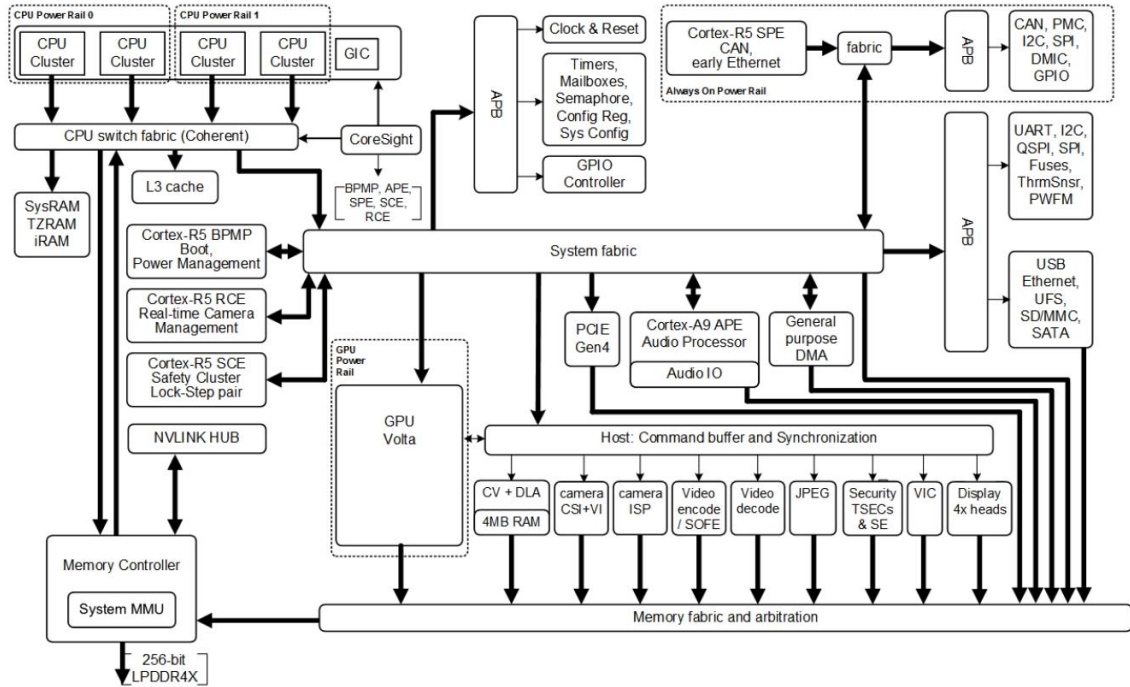 CPU Power Rail 0
CPU Power Rail 1
CPU
Cluster
CPU
Cluster
CPU
Cluster
CPU
Cluster
GIC
CPU switch fabric (Coherent)
CoreSight
L3 cache
SysRAM
TZRAM
iRAM
BPMP, APE,
SPE, SCE,
RCE
APB
Clock & Reset
Timers,
Mailboxes,
Semaphore,
Config Reg,
Sys Config
GPIO
Controller
Cortex-R5 SPE
CAN,
early Ethernet
fabric
APB
CAN, PMC,
I2C, SPI,
DMIC,
GPIO
Always On Power Rail
APB
UART, I2C,
QSPI, SPI,
Fuses,
ThrmSnsr,
PWFM
USB
Ethernet,
UFS,
SD/MMC,
SATA
Cortex-R5 BPMP
Boot,
Power Management
System fabric
Cortex-R5 RCE
Real-time Camera
Management
Cortex-R5 SCE
Safety Cluster
Lock-Step pair
GPU
Power
Rail
GPU
Volta
PCIE
Gen4
Cortex-A9 APE
Audio Processor
Audio IO
General
purpose
DMA
NVLINK HUB
Host: Command buffer and Synchronization
CV + DLA
4MB RAM
camera
CSI+VI
camera
ISP
Video
encode
/ SOFE
Video
decode
JPEG
Security
TSECs
& SE
VIC
Display
4x heads
Memory Controller
System MMU
Memory fabric and arbitration
256-bit
LPDDR4X